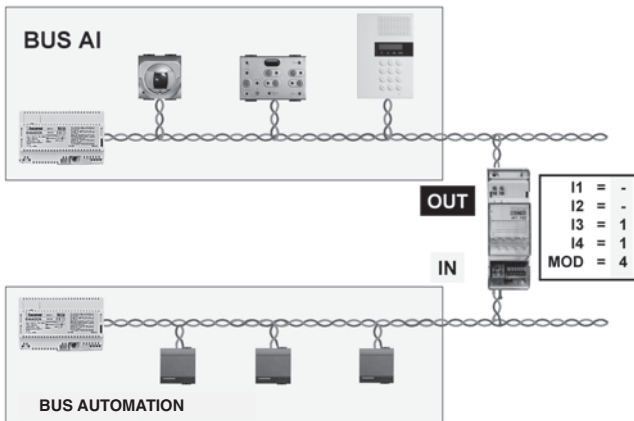 BUS AI
OUT
I1 = -
I2 = -
I3 = 1
I4 = 1
MOD = 4
IN
BUS AUTOMATION